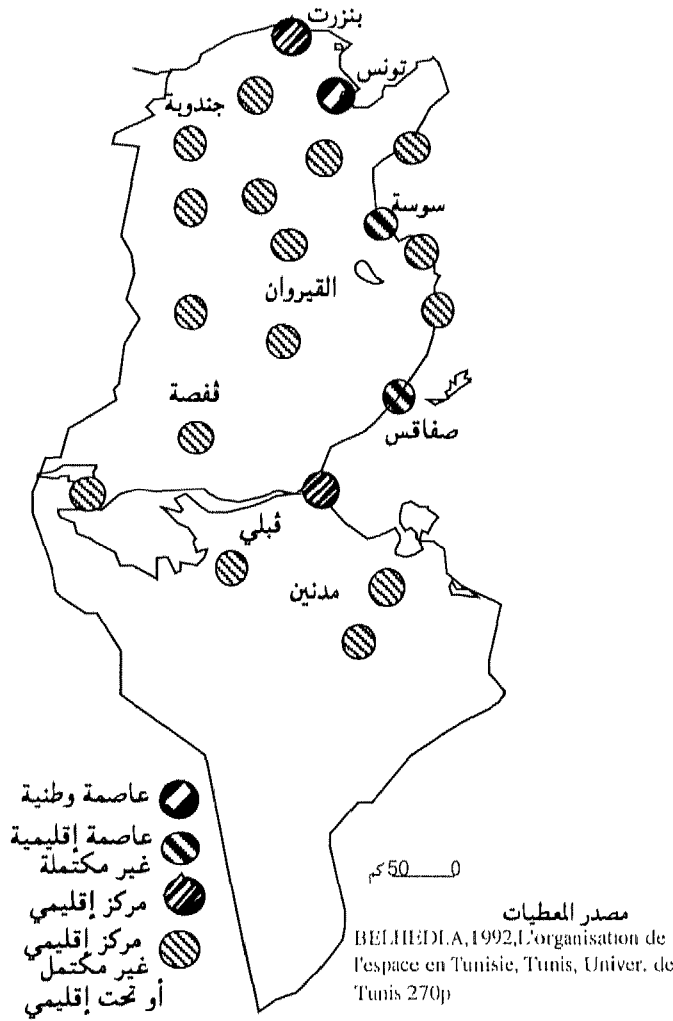 بنزرت
تونس
جندوبة
سوسة
القيروان
ڨفصة
صفاقس
ڨبلي
مدنين
عاصمة وطنية
عاصمة إقليمية
غير مكتملة
مركز إقليمي
مركز إقليمي
غير مكتمل
أو تحت إقليمي
0 50 كم
مصدر المعطيات
BELHEDI.A,1992,L'organisation de
l'espace en Tunisie, Tunis, Univer. de
Tunis 270p